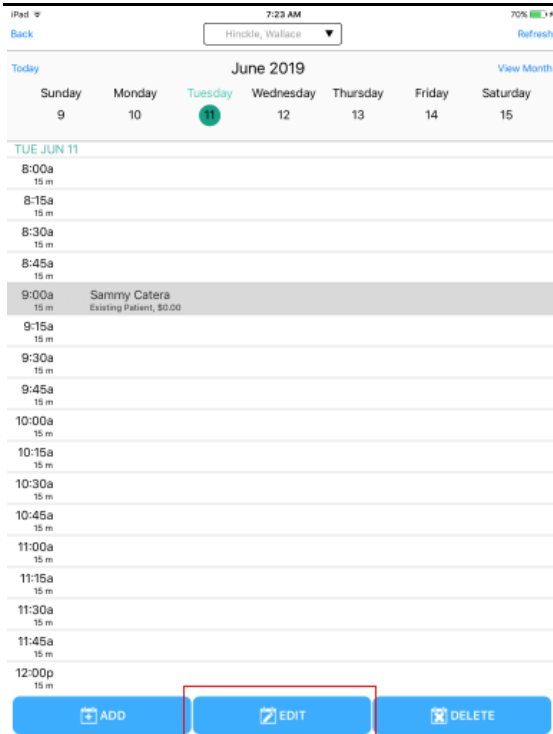 iPad 7:23 AM 70%
Back Hinckle, Wallace Refresh
Today June 2019 View Month
Sunday Monday Tuesday Wednesday Thursday Friday Saturday
9 10 11 12 13 14 15
TUE JUN 11
8:00a
15 m
8:15a
15 m
8:30a
15 m
8:45a
15 m
9:00a Sammy Catera
15 m Existing Patient, $0.00
9:15a
15 m
9:30a
15 m
9:45a
15 m
10:00a
15 m
10:15a
15 m
10:30a
15 m
10:45a
15 m
11:00a
15 m
11:15a
15 m
11:30a
15 m
11:45a
15 m
12:00p
15 m
ADD EDIT DELETE